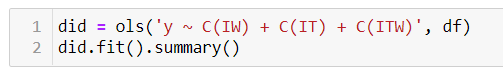 1 did = ols('y ~ C(IW) + C(IT) + C(ITW)', df)
2 did.fit().summary()